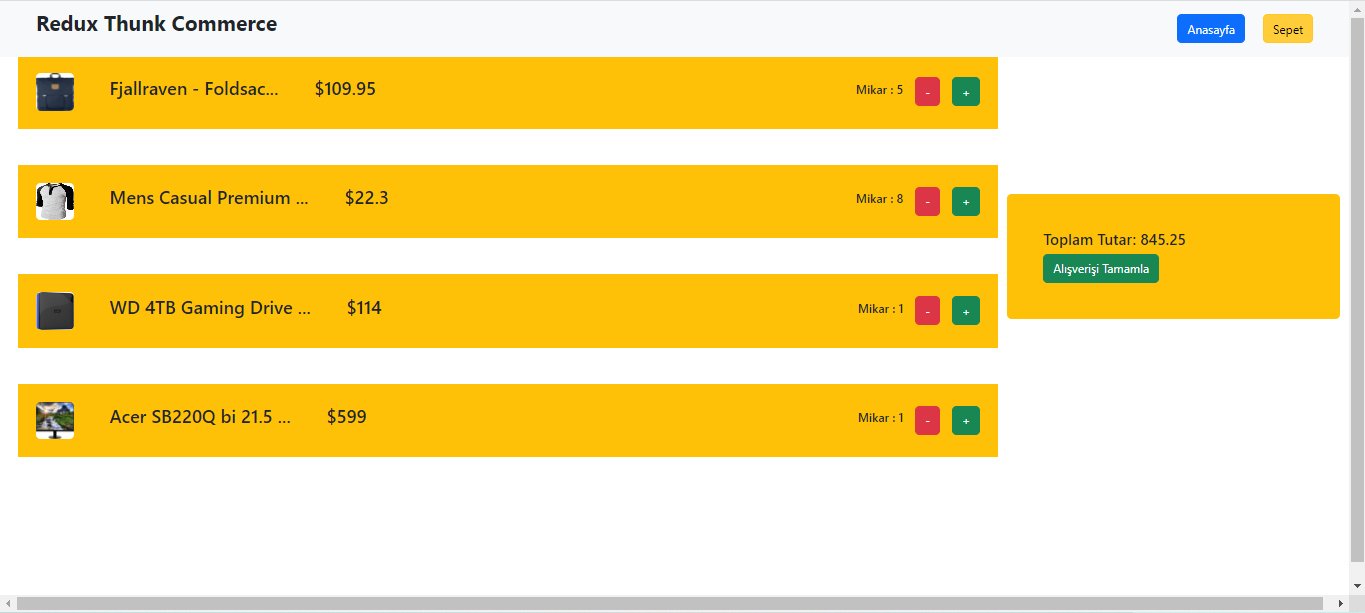 Redux Thunk Commerce
Anasayfa
Sepet
Fjallraven - Foldsac...
$109.95
Mikar : 5
-
+
Mens Casual Premium ...
$22.3
Mikar : 8
-
+
WD 4TB Gaming Drive ...
$114
Mikar : 1
-
+
Acer SB220Q bi 21.5 ...
$599
Mikar : 1
-
+
Toplam Tutar: 845.25
Alışverişi Tamamla